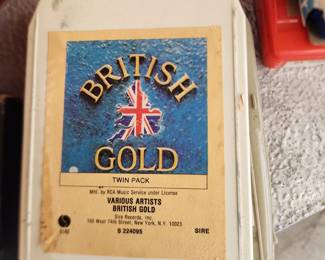 BRITISH
GOLD
TWIN PACK
Mfd. by RCA Music Service under License
VARIOUS ARTISTS
BRITISH GOLD
Sire Records, Inc.
165 West 74th Street, New York, N.Y. 10023
SIRE
S 224095
SIRE